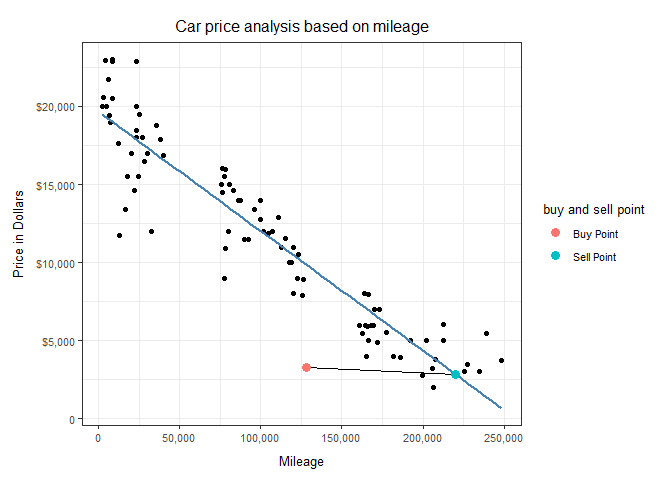 Car price analysis based on mileage
$20,000
$15,000
$10,000
$5,000
0
Price in Dollars
0
50,000
100,000
150,000
200,000
250,000
Mileage
buy and sell point
Buy Point
Sell Point